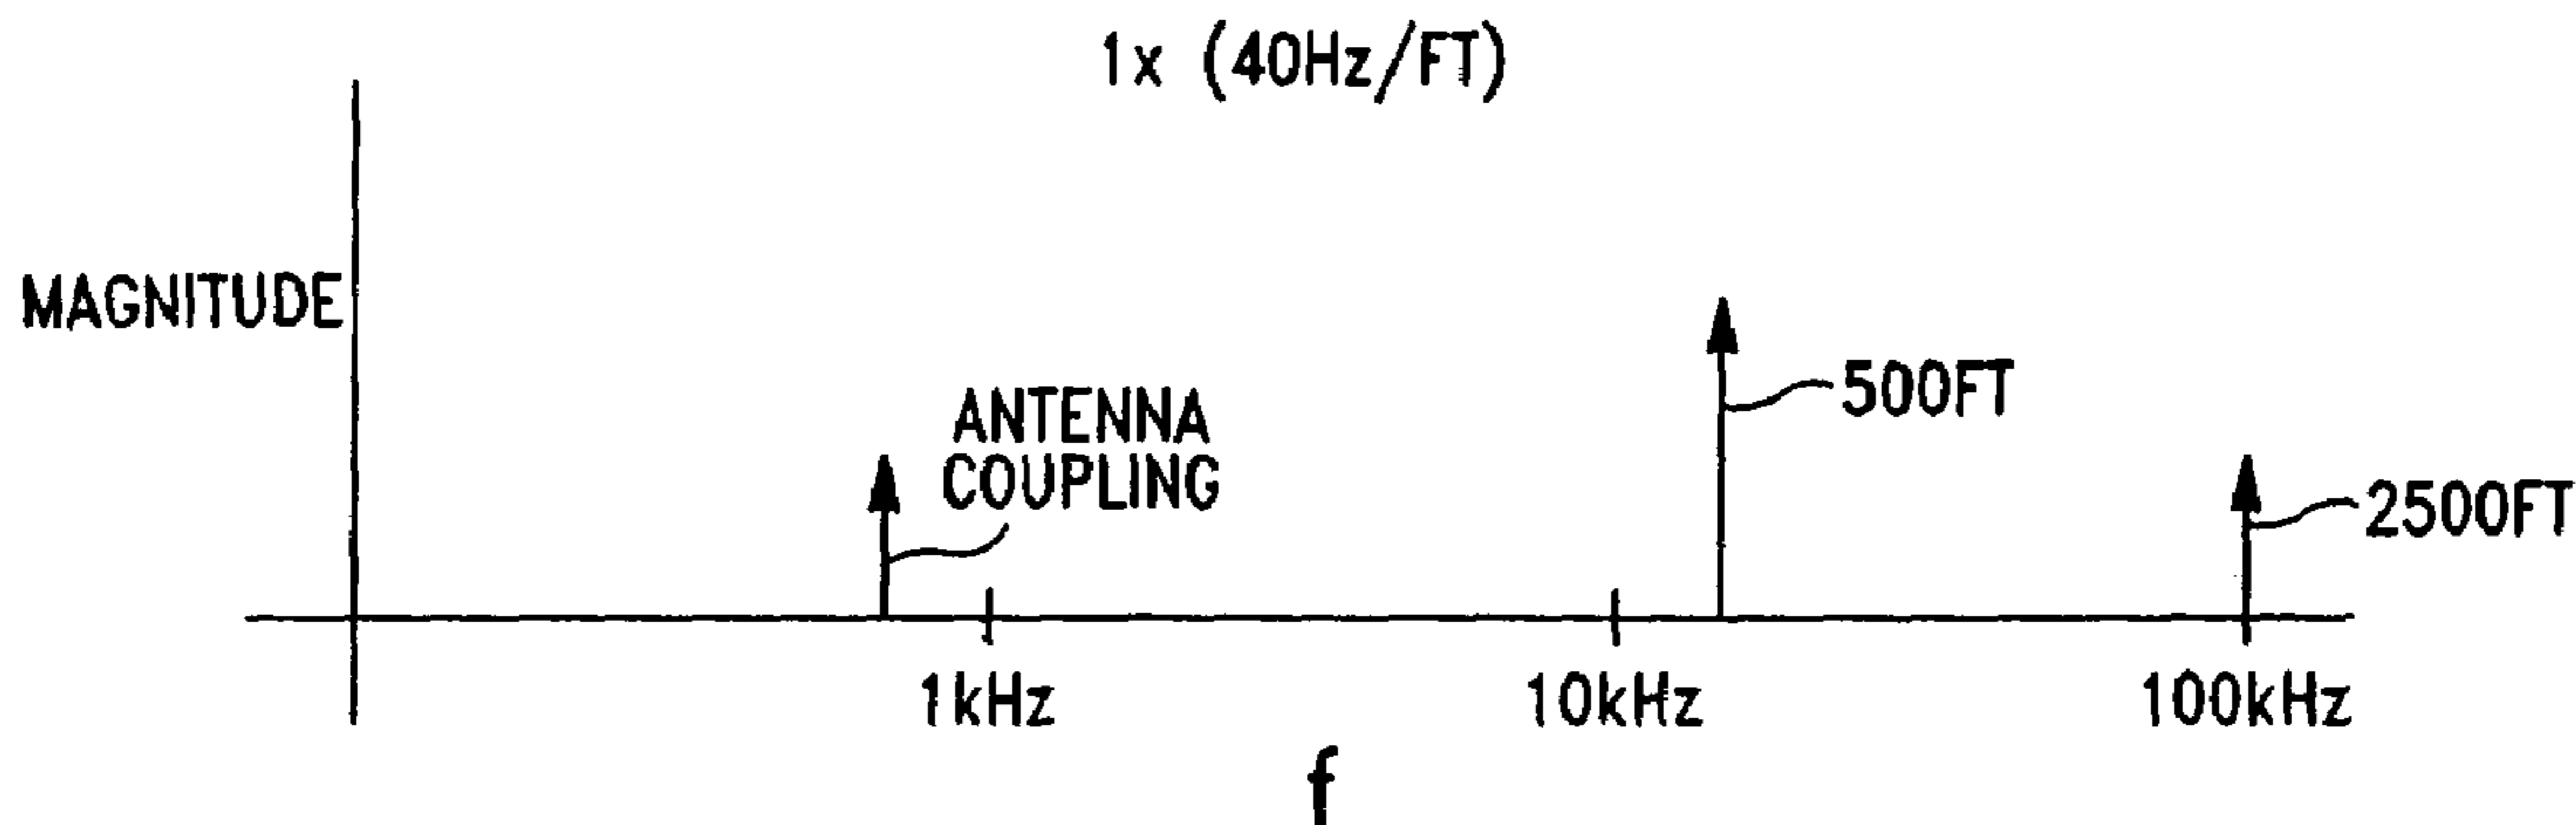 1x (40Hz/FT)
MAGNITUDE
ANTENNA
COUPLING
500FT
2500FT
1kHz
10kHz
100kHz
f